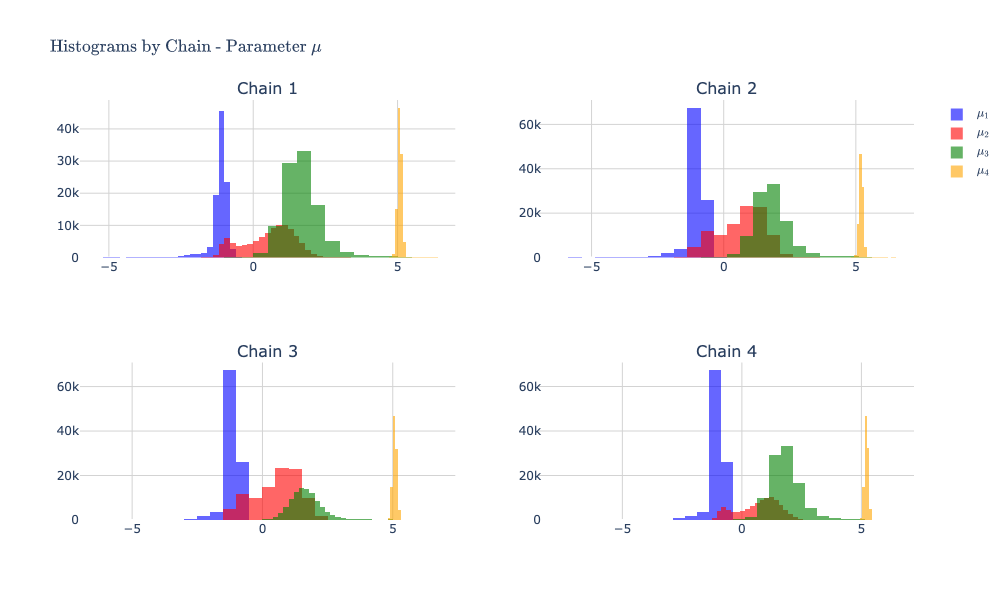 Histograms by Chain - Parameter μ
Chain 1
40k
30k
20k
10k
0
−5 0 5
Chain 2
60k
40k
20k
0
−5 0 5
μ₁
μ₂
μ₃
μ₄
Chain 3
60k
40k
20k
0
−5 0 5
Chain 4
60k
40k
20k
0
−5 0 5